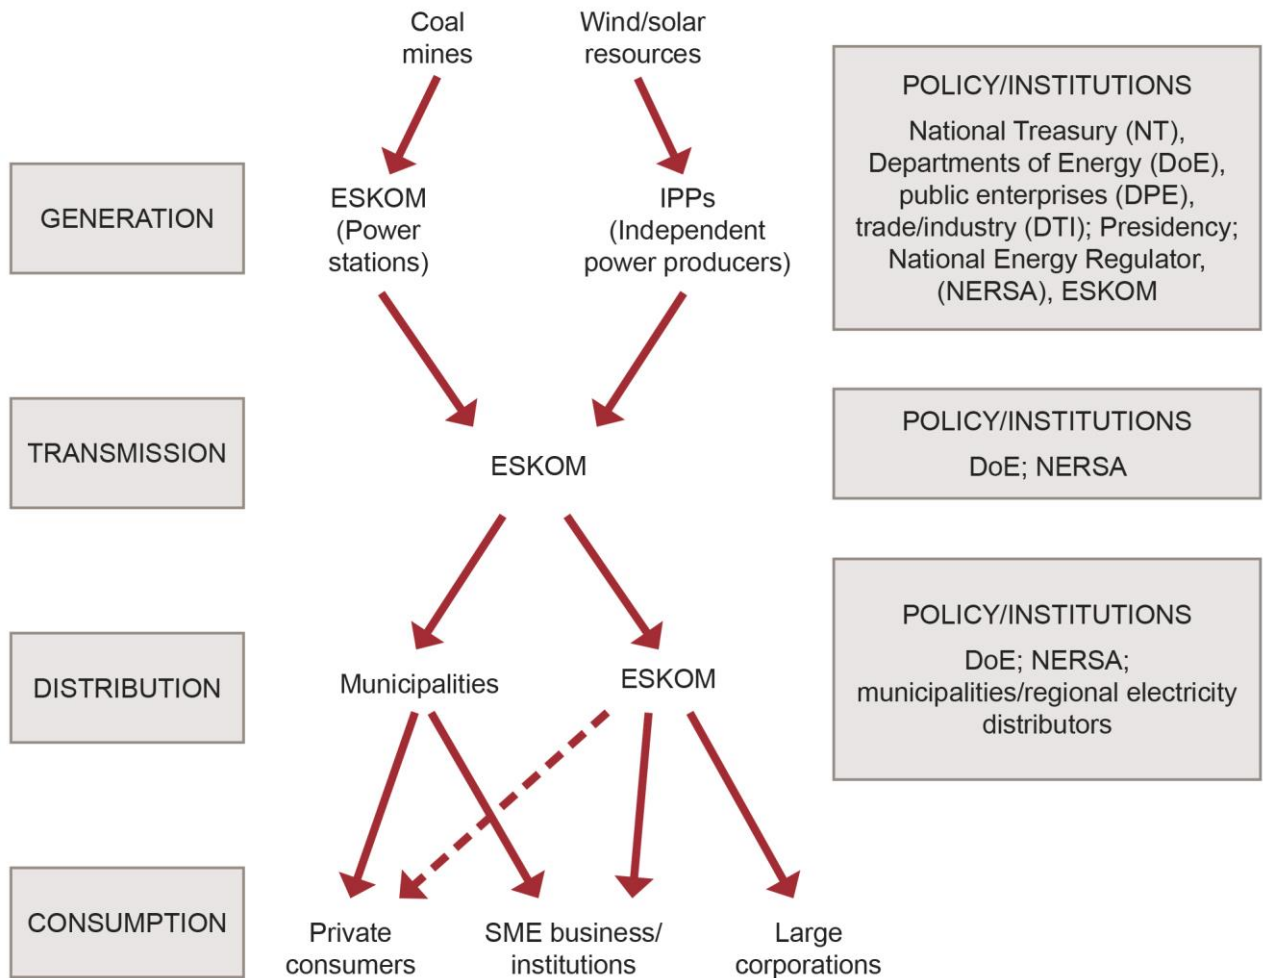 Coal
mines
Wind/solar
resources
POLICY/INSTITUTIONS
National Treasury (NT),
Departments of Energy (DoE),
public enterprises (DPE),
trade/industry (DTI); Presidency;
National Energy Regulator,
(NERSA), ESKOM
GENERATION
ESKOM
(Power
stations)
IPPs
(Independent
power producers)
TRANSMISSION
ESKOM
POLICY/INSTITUTIONS
DoE; NERSA
DISTRIBUTION
Municipalities
ESKOM
POLICY/INSTITUTIONS
DoE; NERSA;
municipalities/regional electricity
distributors
CONSUMPTION
Private
consumers
SME business/
institutions
Large
corporations